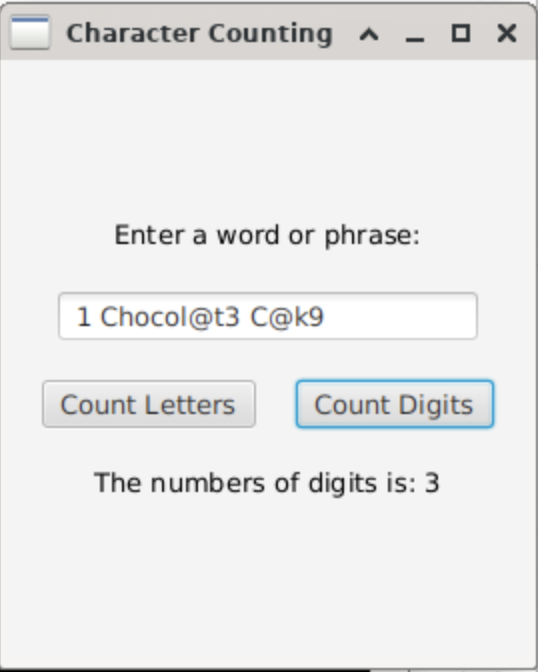 Character Counting
Enter a word or phrase:
1 Chocol@t3 C@k9
Count Letters Count Digits
The numbers of digits is: 3